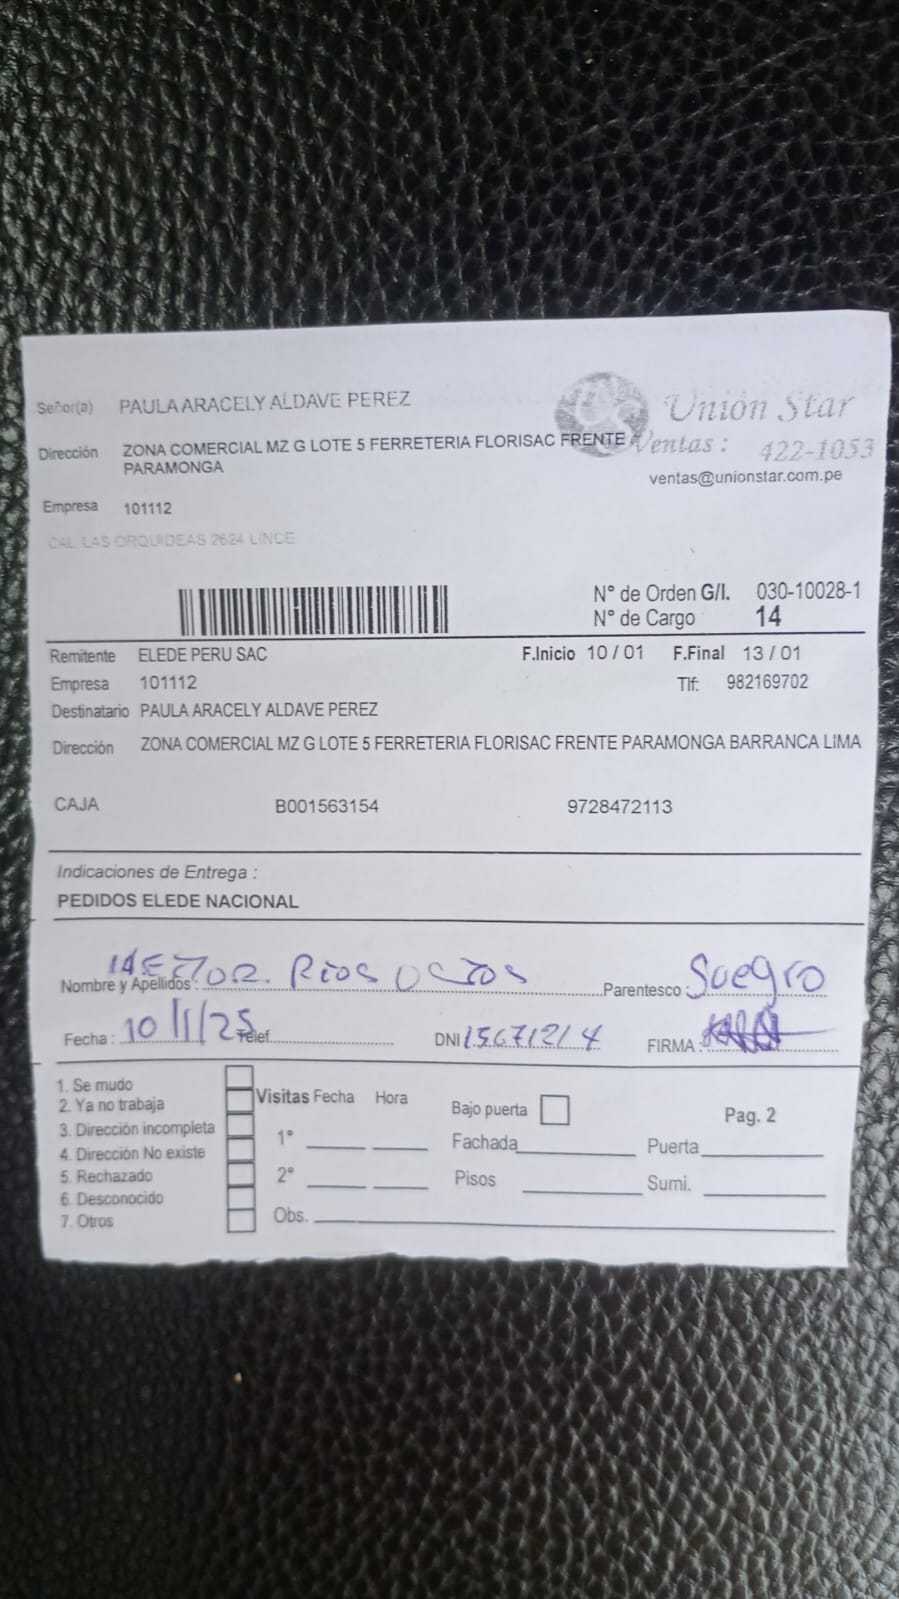 Señor(a) PAULA ARACELY ALDAVE PEREZ
Unión Star
Dirección ZONA COMERCIAL MZ G LOTE 5 FERRETERIA FLORISAC FRENTE
PARAMONGA
Ventas : 422-1053
ventas@unionstar.com.pe
Empresa 101112
CAL. LAS ORQUIDEAS 2624 LINCE
N° de Orden G/I. 030-10028-1
N° de Cargo 14
Remitente ELEDE PERU SAC F.Inicio 10 / 01 F.Final 13 / 01
Empresa 101112 Tlf: 982169702
Destinatario PAULA ARACELY ALDAVE PEREZ
Dirección ZONA COMERCIAL MZ G LOTE 5 FERRETERIA FLORISAC FRENTE PARAMONGA BARRANCA LIMA
CAJA B001563154 9728472113
Indicaciones de Entrega :
PEDIDOS ELEDE NACIONAL
Nombre y Apellidos : HECTOR. Rios Parentesco : Suegro
Fecha : 10/1/25 Telef. DNI 15671214 FIRMA :
1. Se mudo
2. Ya no trabaja
3. Dirección incompleta
4. Dirección No existe
5. Rechazado
6. Desconocido
7. Otros
Visitas Fecha Hora
1°
2°
Obs.
Bajo puerta
Fachada
Pisos
Pag. 2
Puerta
Sumi.